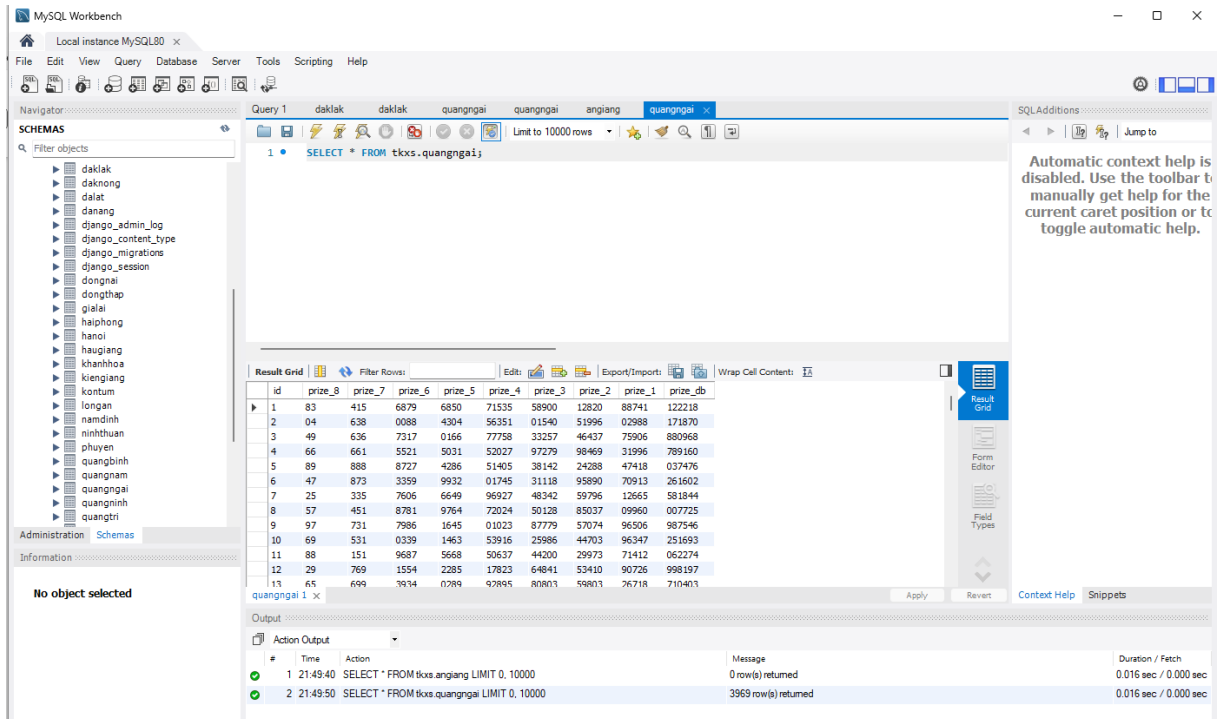 MySQL Workbench
Local instance MySQL80
File Edit View Query Database Server Tools Scripting Help
Navigator
SCHEMAS
Filter objects
daklak
daknong
dalat
danang
django_admin_log
django_content_type
django_migrations
django_session
dongnai
dongthap
gialai
haiphong
hanoi
haugiang
khanhhoa
kiengiang
kontum
longan
namdinh
ninhthuan
phuyen
quangbinh
quangnam
quangngai
quangninh
quangtri
Administration Schemas
Information
No object selected
Query 1 daklak daklak quangngai quangngai angiang quangngai
Limit to 10000 rows
1 SELECT * FROM tkxs.quangngai;
Result Grid Filter Rows: Edit: Export/Import: Wrap Cell Content:
id prize_8 prize_7 prize_6 prize_5 prize_4 prize_3 prize_2 prize_1 prize_db
1 83 415 6879 6850 71535 58900 12820 88741 122218
2 04 638 0088 4304 56351 01540 51996 02988 171870
3 49 636 7317 0166 77758 33257 46437 75906 880968
4 66 661 5521 5031 52027 97279 98469 31996 789160
5 89 888 8727 4286 51405 38142 24288 47418 037476
6 47 873 3359 9932 01745 31118 95890 70913 261602
7 25 335 7606 6649 96927 48342 59796 12665 581844
8 57 451 8781 9764 72024 50128 85037 09960 007725
9 97 731 7986 1645 01023 87779 57074 96506 987546
10 69 531 0339 1463 53916 25986 44703 96347 251693
11 88 151 9687 5668 50637 44200 29973 71412 062274
12 29 769 1554 2285 17823 64841 53410 90726 998197
13 65 699 3934 0289 92895 80803 59803 26718 710403
Result Grid
Form Editor
Field Types
quangngai 1
Apply Revert
Output
Action Output
# Time Action Message Duration / Fetch
1 21:49:40 SELECT * FROM tkxs.angiang LIMIT 0, 10000 0 row(s) returned 0.016 sec / 0.000 sec
2 21:49:50 SELECT * FROM tkxs.quangngai LIMIT 0, 10000 3969 row(s) returned 0.016 sec / 0.000 sec
SQLAdditions
Jump to
Automatic context help is
disabled. Use the toolbar
manually get help for the
current caret position or
toggle automatic help.
Context Help Snippets